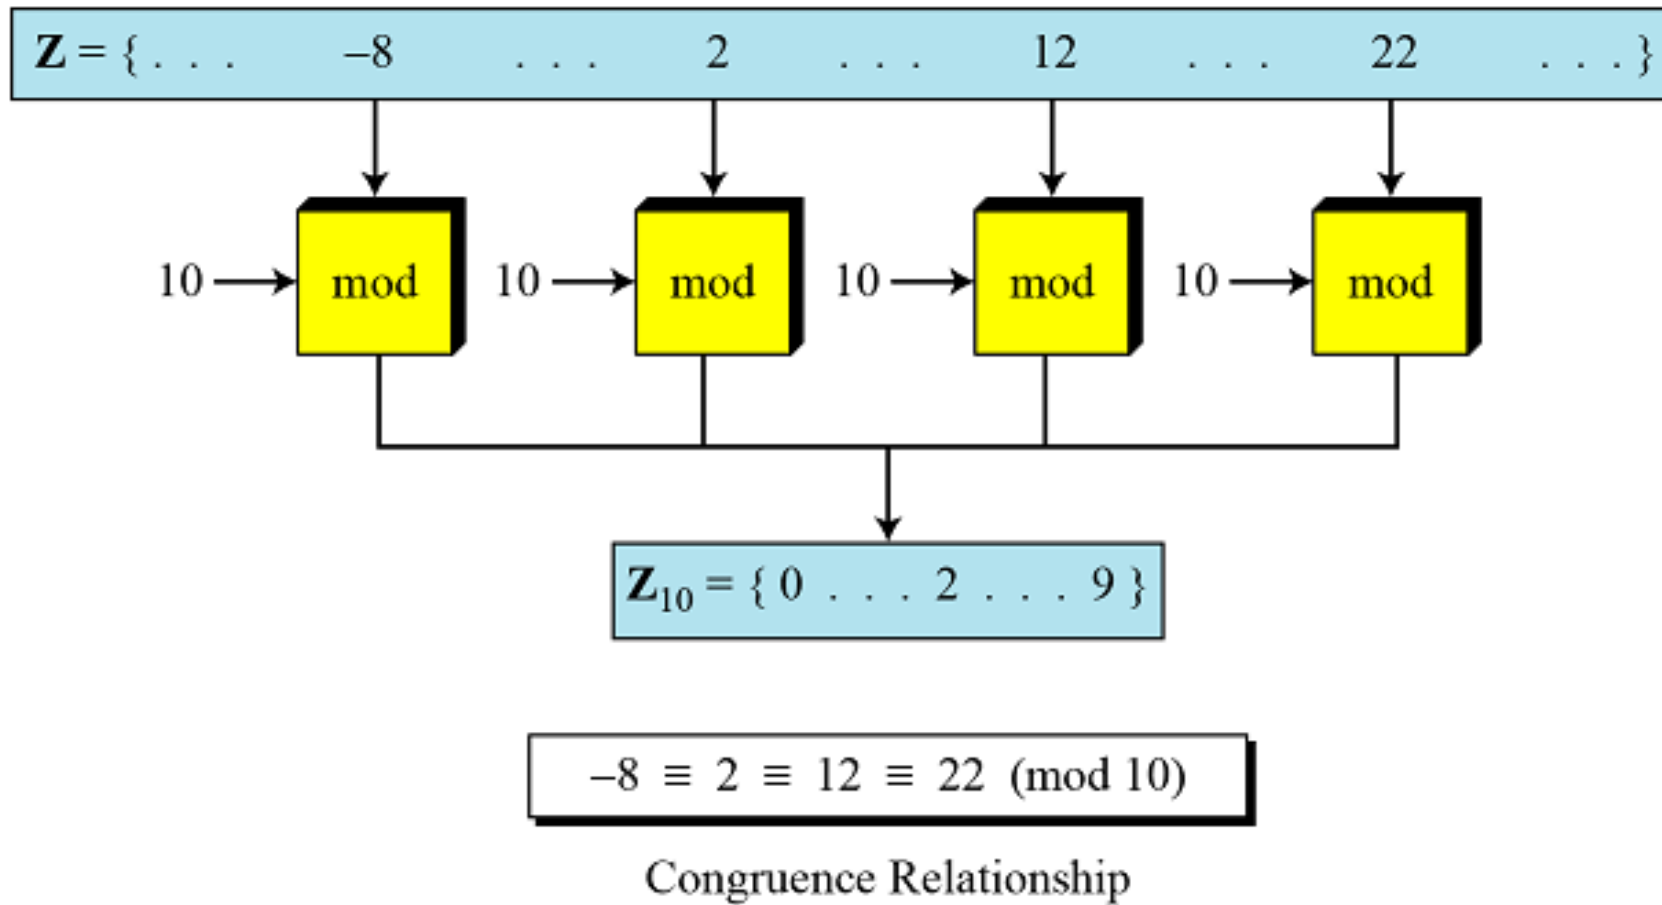 Z = { . . . −8 . . . 2 . . . 12 . . . 22 . . . }
10 mod 10 mod 10 mod 10 mod
Z10 = { 0 . . . 2 . . . 9 }
−8 ≡ 2 ≡ 12 ≡ 22 (mod 10)
Congruence Relationship